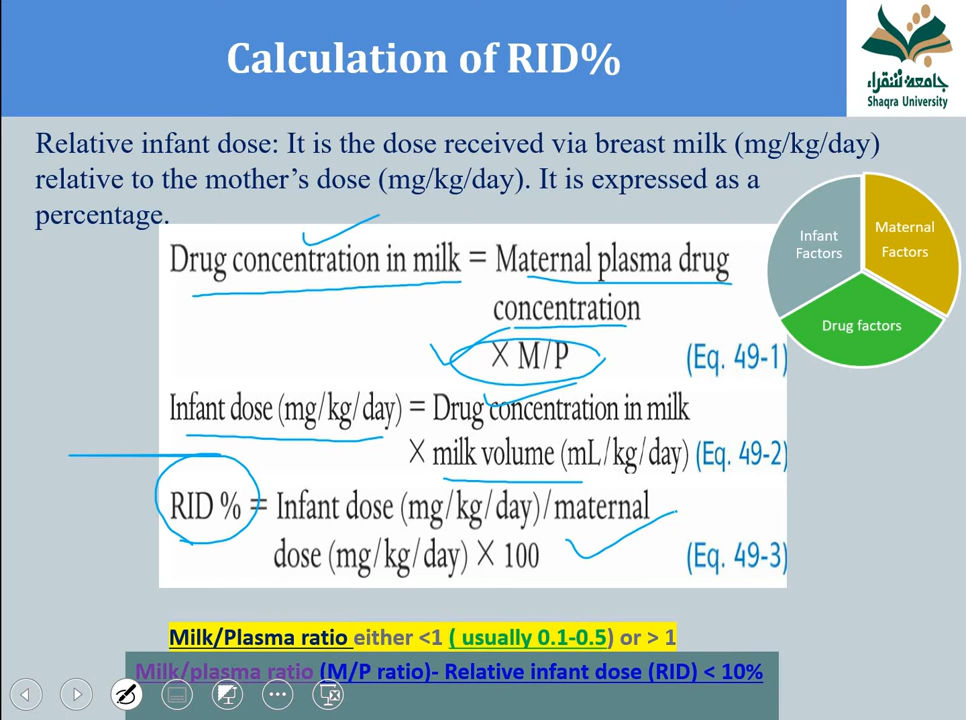 Calculation of RID%
جامعة شقراء
Shaqra University
Relative infant dose: It is the dose received via breast milk (mg/kg/day)
relative to the mother's dose (mg/kg/day). It is expressed as a
percentage.
Infant
Factors
Maternal
Factors
Drug factors
Drug concentration in milk = Maternal plasma drug
concentration
× M/P (Eq. 49-1)
Infant dose (mg/kg/day) = Drug concentration in milk
× milk volume (mL/kg/day) (Eq. 49-2)
RID % = Infant dose (mg/kg/day)/maternal
dose (mg/kg/day) × 100 (Eq. 49-3)
Milk/Plasma ratio either <1 ( usually 0.1-0.5) or > 1
Milk/plasma ratio (M/P ratio)- Relative infant dose (RID) < 10%